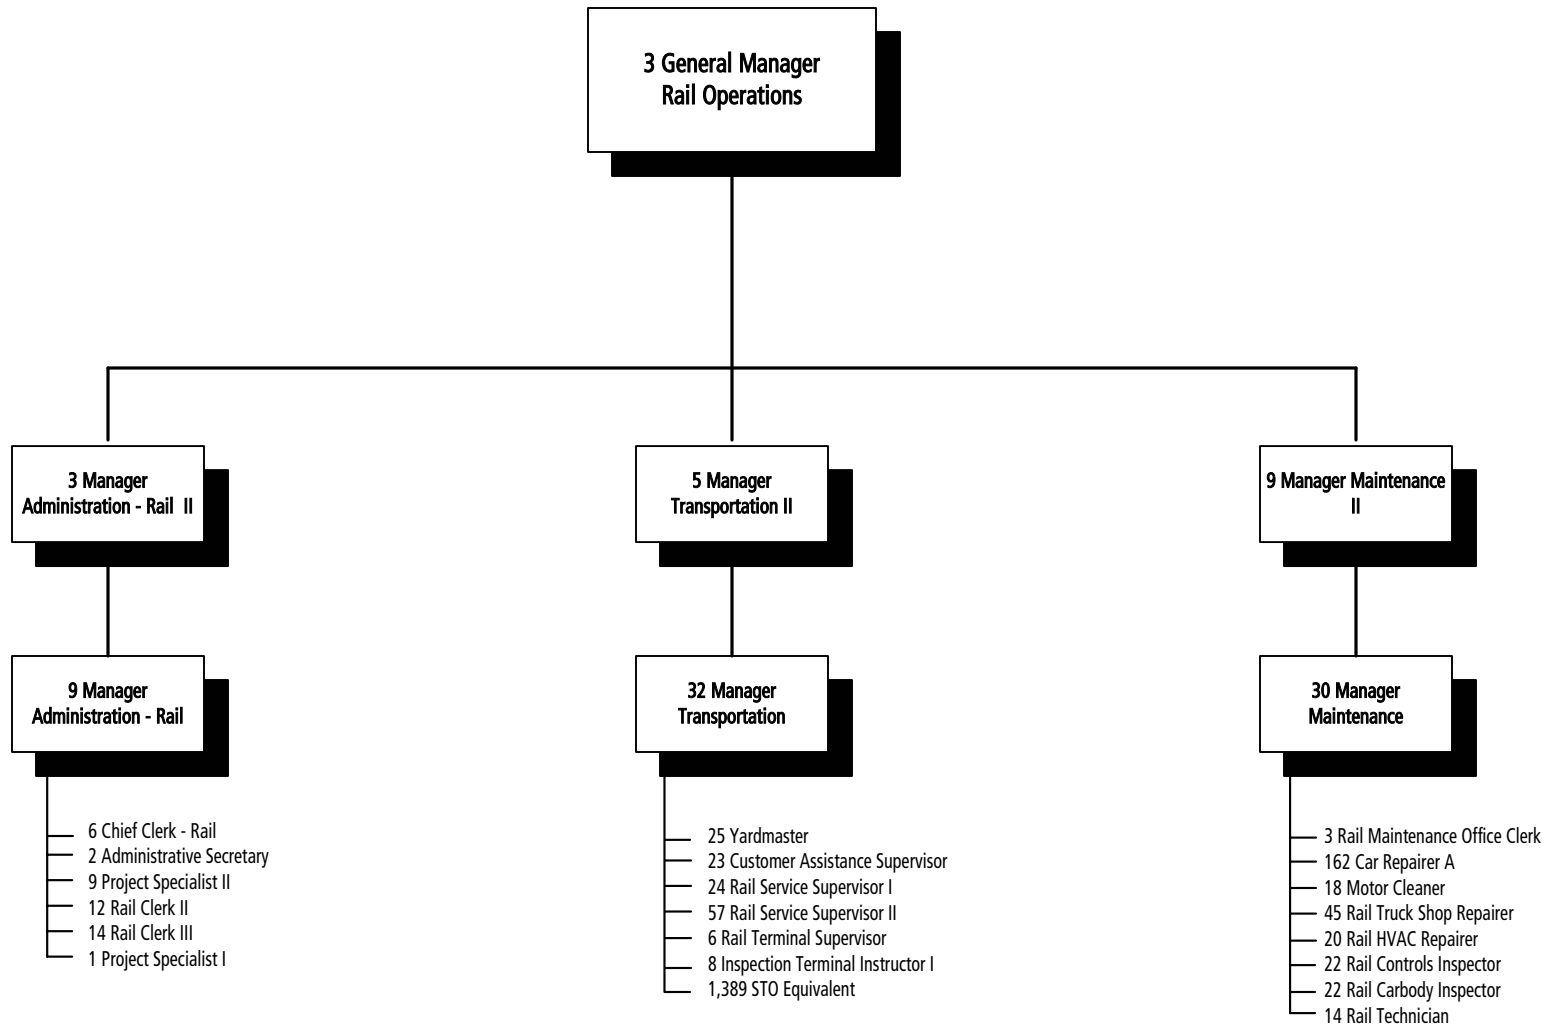 3 General Manager
Rail Operations
3 Manager
Administration - Rail II
5 Manager
Transportation II
9 Manager Maintenance
II
9 Manager
Administration - Rail
32 Manager
Transportation
30 Manager
Maintenance
6 Chief Clerk - Rail
2 Administrative Secretary
9 Project Specialist II
12 Rail Clerk II
14 Rail Clerk III
1 Project Specialist I
25 Yardmaster
23 Customer Assistance Supervisor
24 Rail Service Supervisor I
57 Rail Service Supervisor II
6 Rail Terminal Supervisor
8 Inspection Terminal Instructor I
1,389 STO Equivalent
3 Rail Maintenance Office Clerk
162 Car Repairer A
18 Motor Cleaner
45 Rail Truck Shop Repairer
20 Rail HVAC Repairer
22 Rail Controls Inspector
22 Rail Carbody Inspector
14 Rail Technician